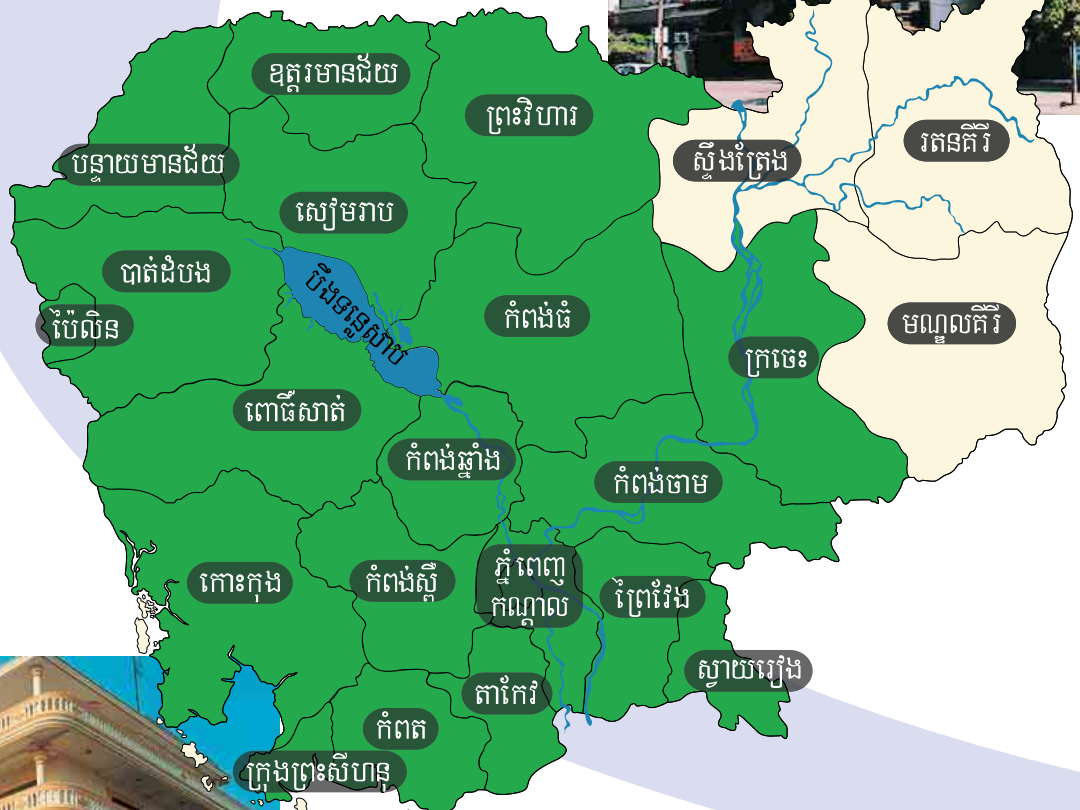 ឧត្តរមានជ័យ
ព្រះវិហារ
បន្ទាយមានជ័យ
ស្ទឹងត្រែង
រតនគីរី
សៀមរាប
បាត់ដំបង
បឹងទន្លេសាប
ប៉ៃលិន
កំពង់ធំ
មណ្ឌលគីរី
ក្រចេះ
ពោធិ៍សាត់
កំពង់ឆ្នាំង
កំពង់ចាម
កោះកុង
កំពង់ស្ពឺ
ភ្នំពេញ
កណ្តាល
ព្រៃវែង
ស្វាយរៀង
តាកែវ
កំពត
ក្រុងព្រះសីហនុ